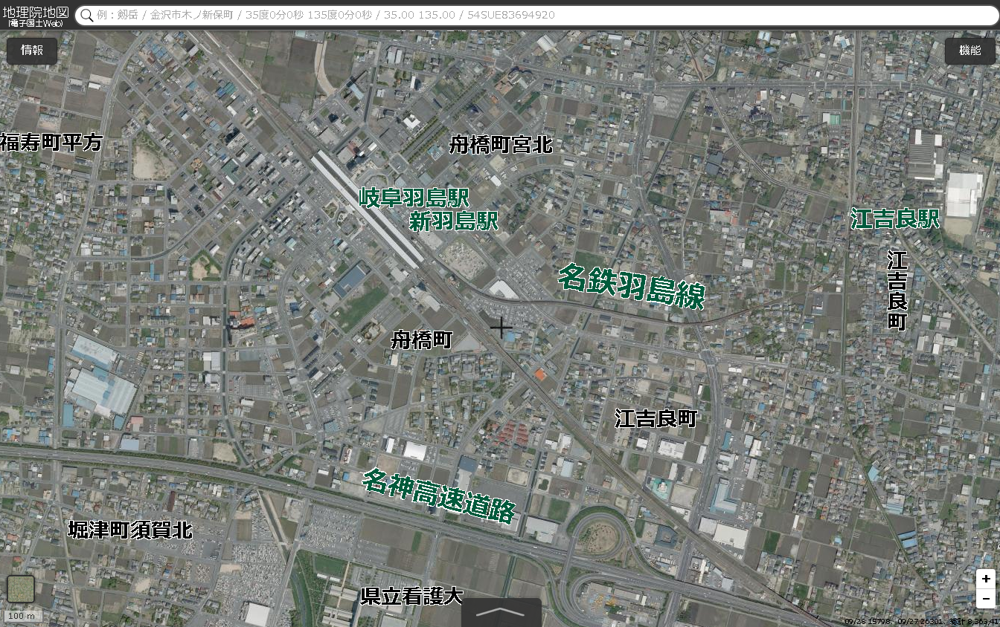 地理院地図
(電子国土Web)
例：剱岳 / 金沢市木ノ新保町 / 35度0分0秒 135度0分0秒 / 35.00 135.00 / 54SUE83694920
情報
機能
福寿町平方
舟橋町宮北
岐阜羽島駅
新羽島駅
江吉良駅
江吉良町
名鉄羽島線
舟橋町
江吉良町
名神高速道路
堀津町須賀北
県立看護大
+
-
100 m
09/28 15798、09/27 26301、総計 8,363,41